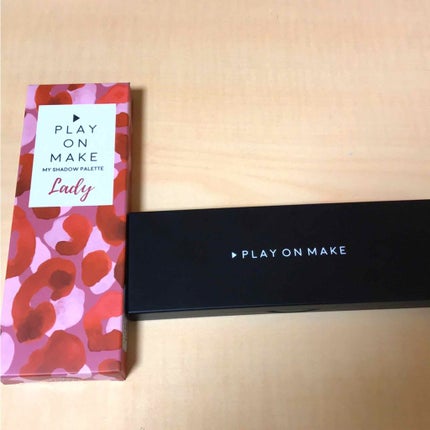 ▶
PLAY
ON
MAKE
MY SHADOW PALETTE
Lady
▶ PLAY ON MAKE